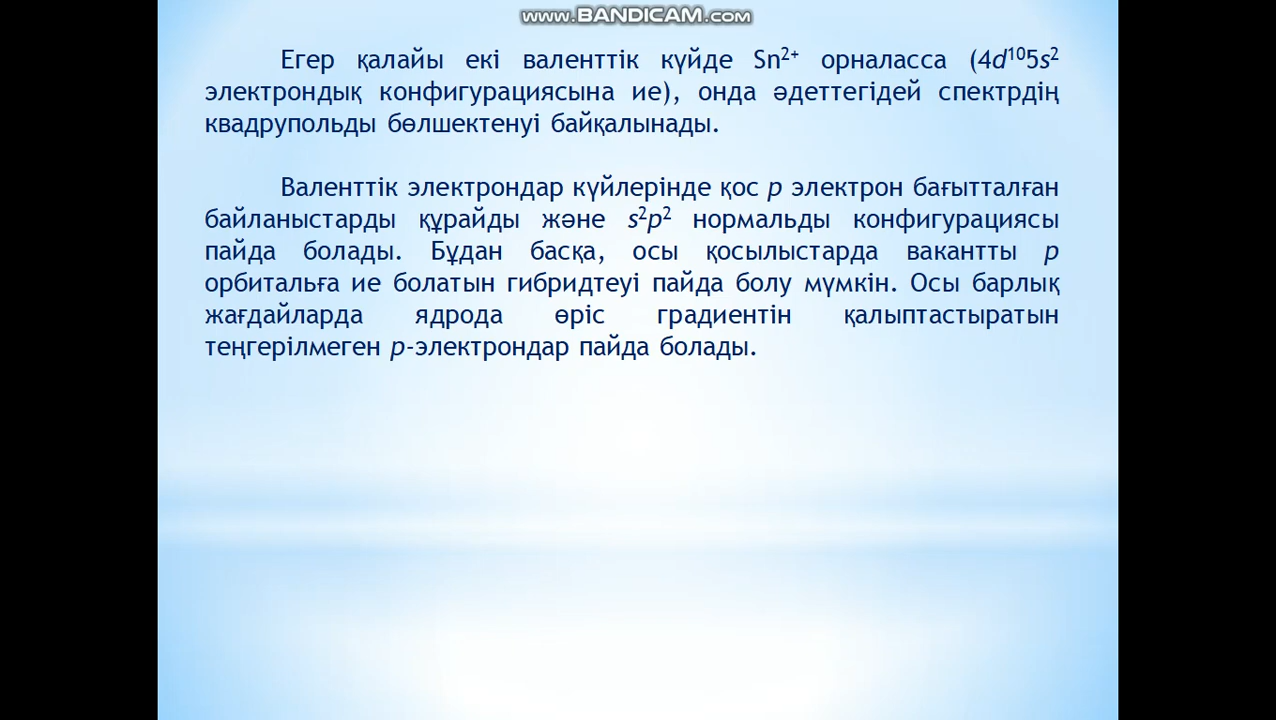 www.BANDICAM.com
Егер қалайы екі валенттік күйде Sn²⁺ орналасса (4d¹⁰5s²
электрондық конфигурациясына ие), онда әдеттегідей спектрдің
квадрупольды бөлшектенуі байқалынады.
Валенттік электрондар күйлерінде қос p электрон бағытталған
байланыстарды құрайды және s²p² нормальды конфигурациясы
пайда болады. Бұдан басқа, осы қосылыстарда вакантты p
орбитальға ие болатын гибридтеуі пайда болу мүмкін. Осы барлық
жағдайларда ядрода өріс градиентін қалыптастыратын
теңгерілмеген p-электрондар пайда болады.